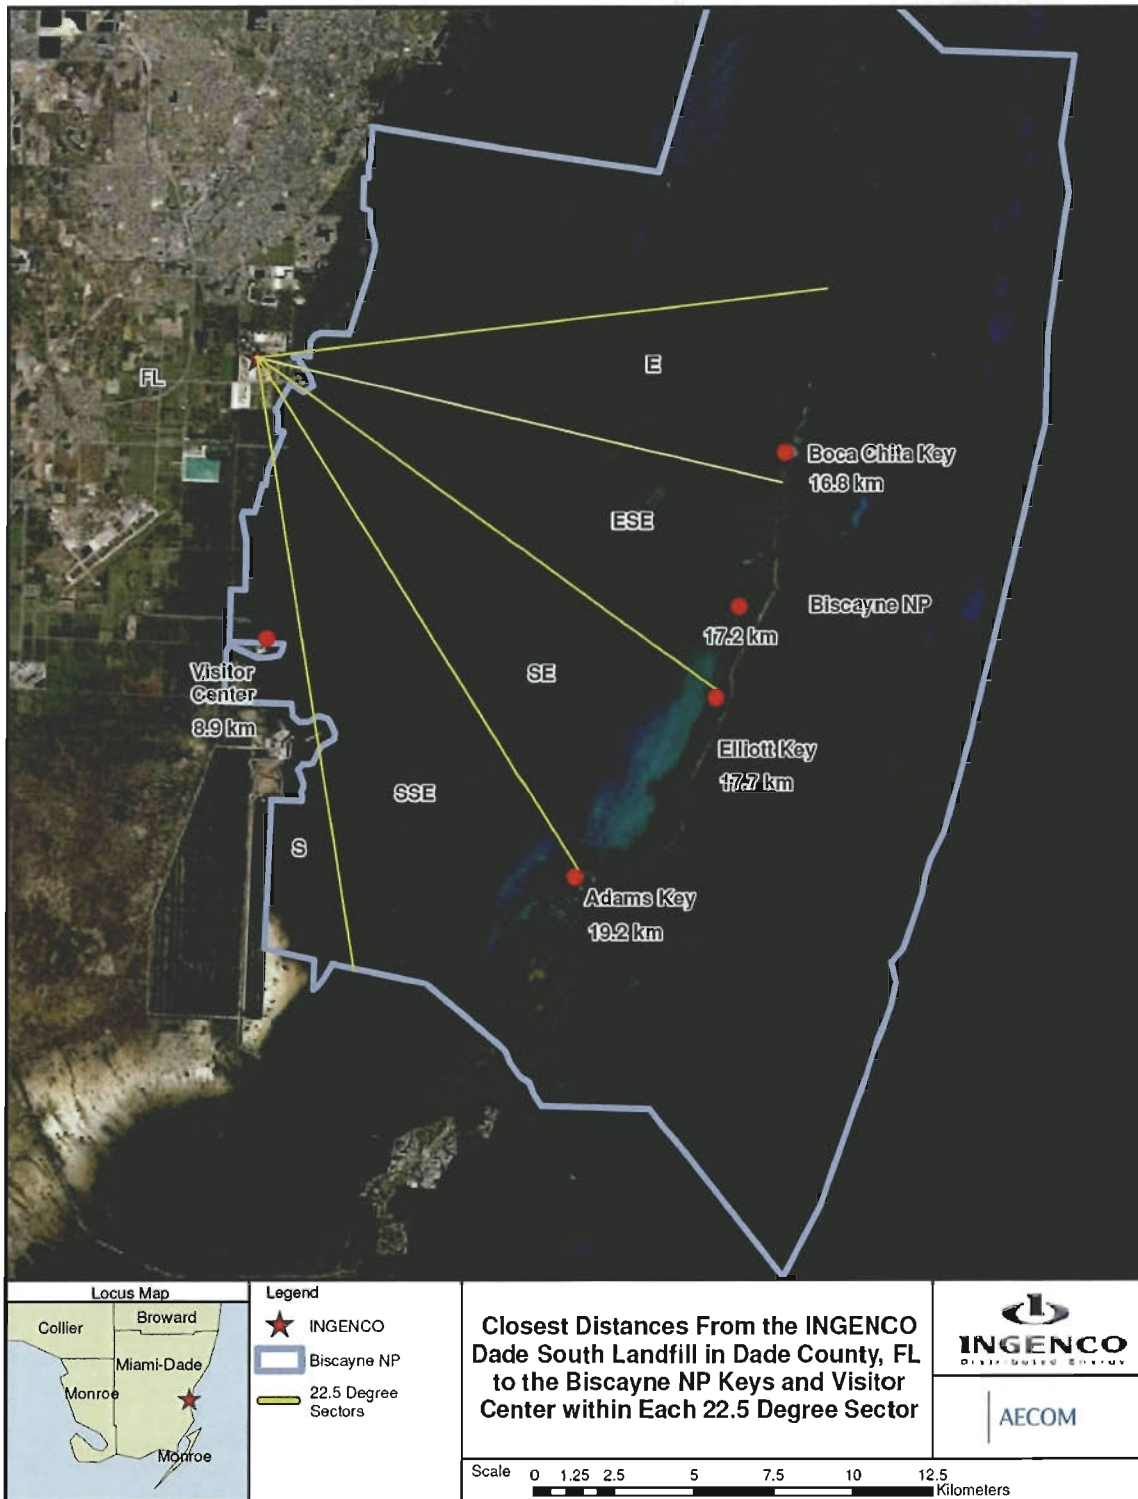 FL
E
Boca Chita Key
16.8 km
ESE
Biscayne NP
17.2 km
SE
Visitor
Center
8.9 km
Elliott Key
17.7 km
SSE
S
Adams Key
19.2 km
Locus Map
Collier
Broward
Miami-Dade
Monroe
Monroe
Legend
INGENCO
Biscayne NP
22.5 Degree
Sectors
Closest Distances From the INGENCO
Dade South Landfill in Dade County, FL
to the Biscayne NP Keys and Visitor
Center within Each 22.5 Degree Sector
INGENCO
Distributed Energy
AECOM
Scale 0 1.25 2.5 5 7.5 10 12.5
Kilometers